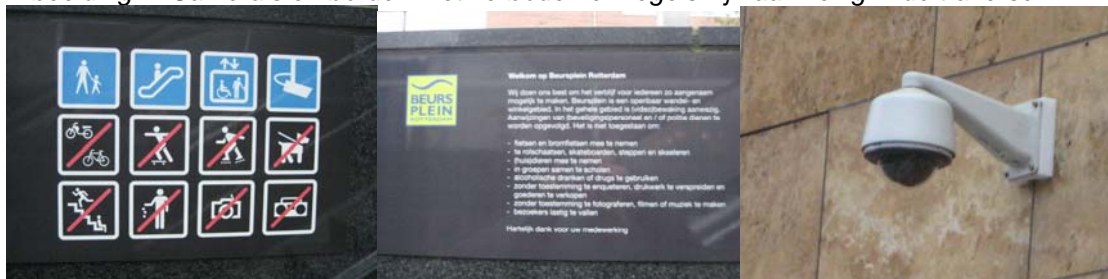 BEURS
PLEIN
ROTTERDAM
Welkom op Beursplein Rotterdam
Wij doen ons best om het verblijf voor iedereen zo aangenaam
mogelijk te maken. Beursplein is een openbaar wandel- en
winkelgebied. In het gehele gebied is (video)bewaking aanwezig.
Aanwijzingen van (beveiligings)personeel en / of politie dienen te
worden opgevolgd. Het is niet toegestaan om:
- fietsen en bromfietsen mee te nemen
- te rolschaatsen, skateboarden, steppen en skeeleren
- (huis)dieren mee te nemen
- in groepen samen te scholen
- alcoholische dranken of drugs te gebruiken
- zonder toestemming te enqueteren, drukwerk te verspreiden en
goederen te verkopen
- zonder toestemming te fotograferen, filmen of muziek te maken
- bezoekers lastig te vallen
Hartelijk dank voor uw medewerking